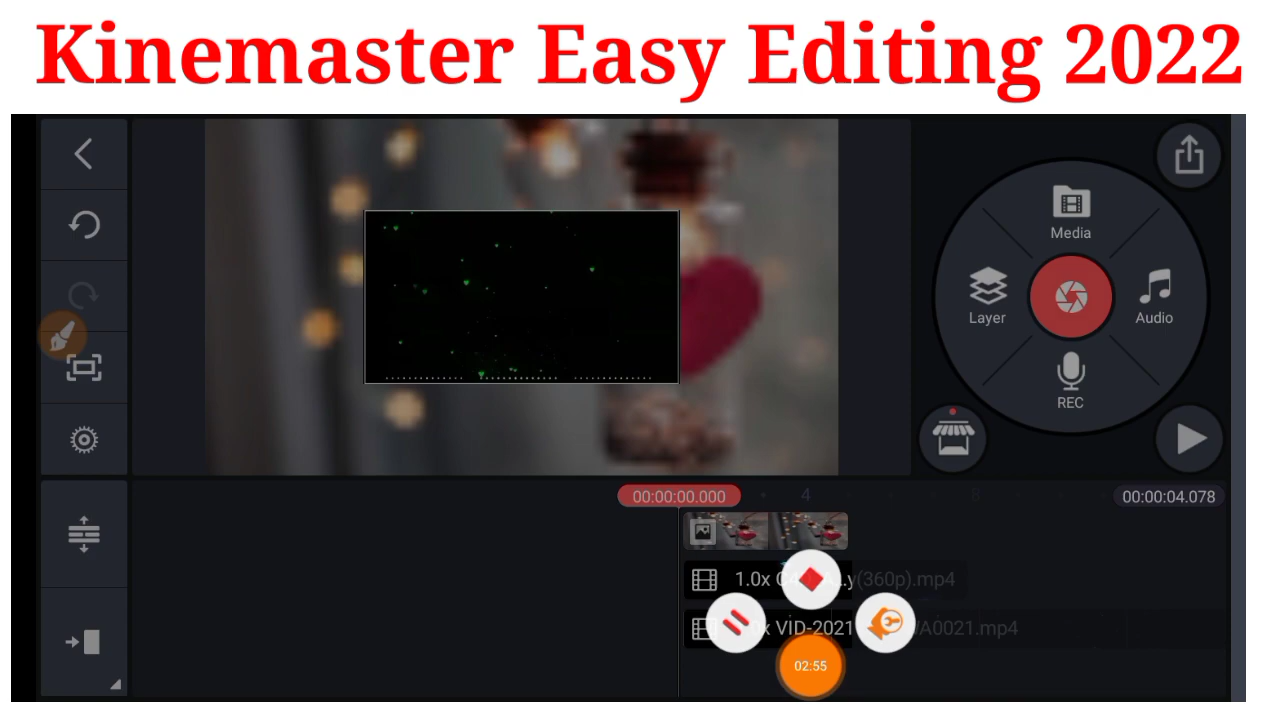 Kinemaster Easy Editing 2022
Media
Layer
Audio
REC
00:00:00.000
4
8
00:00:04.078
1.0x
..y(360p).mp4
VID-2021
A0021.mp4
02:55